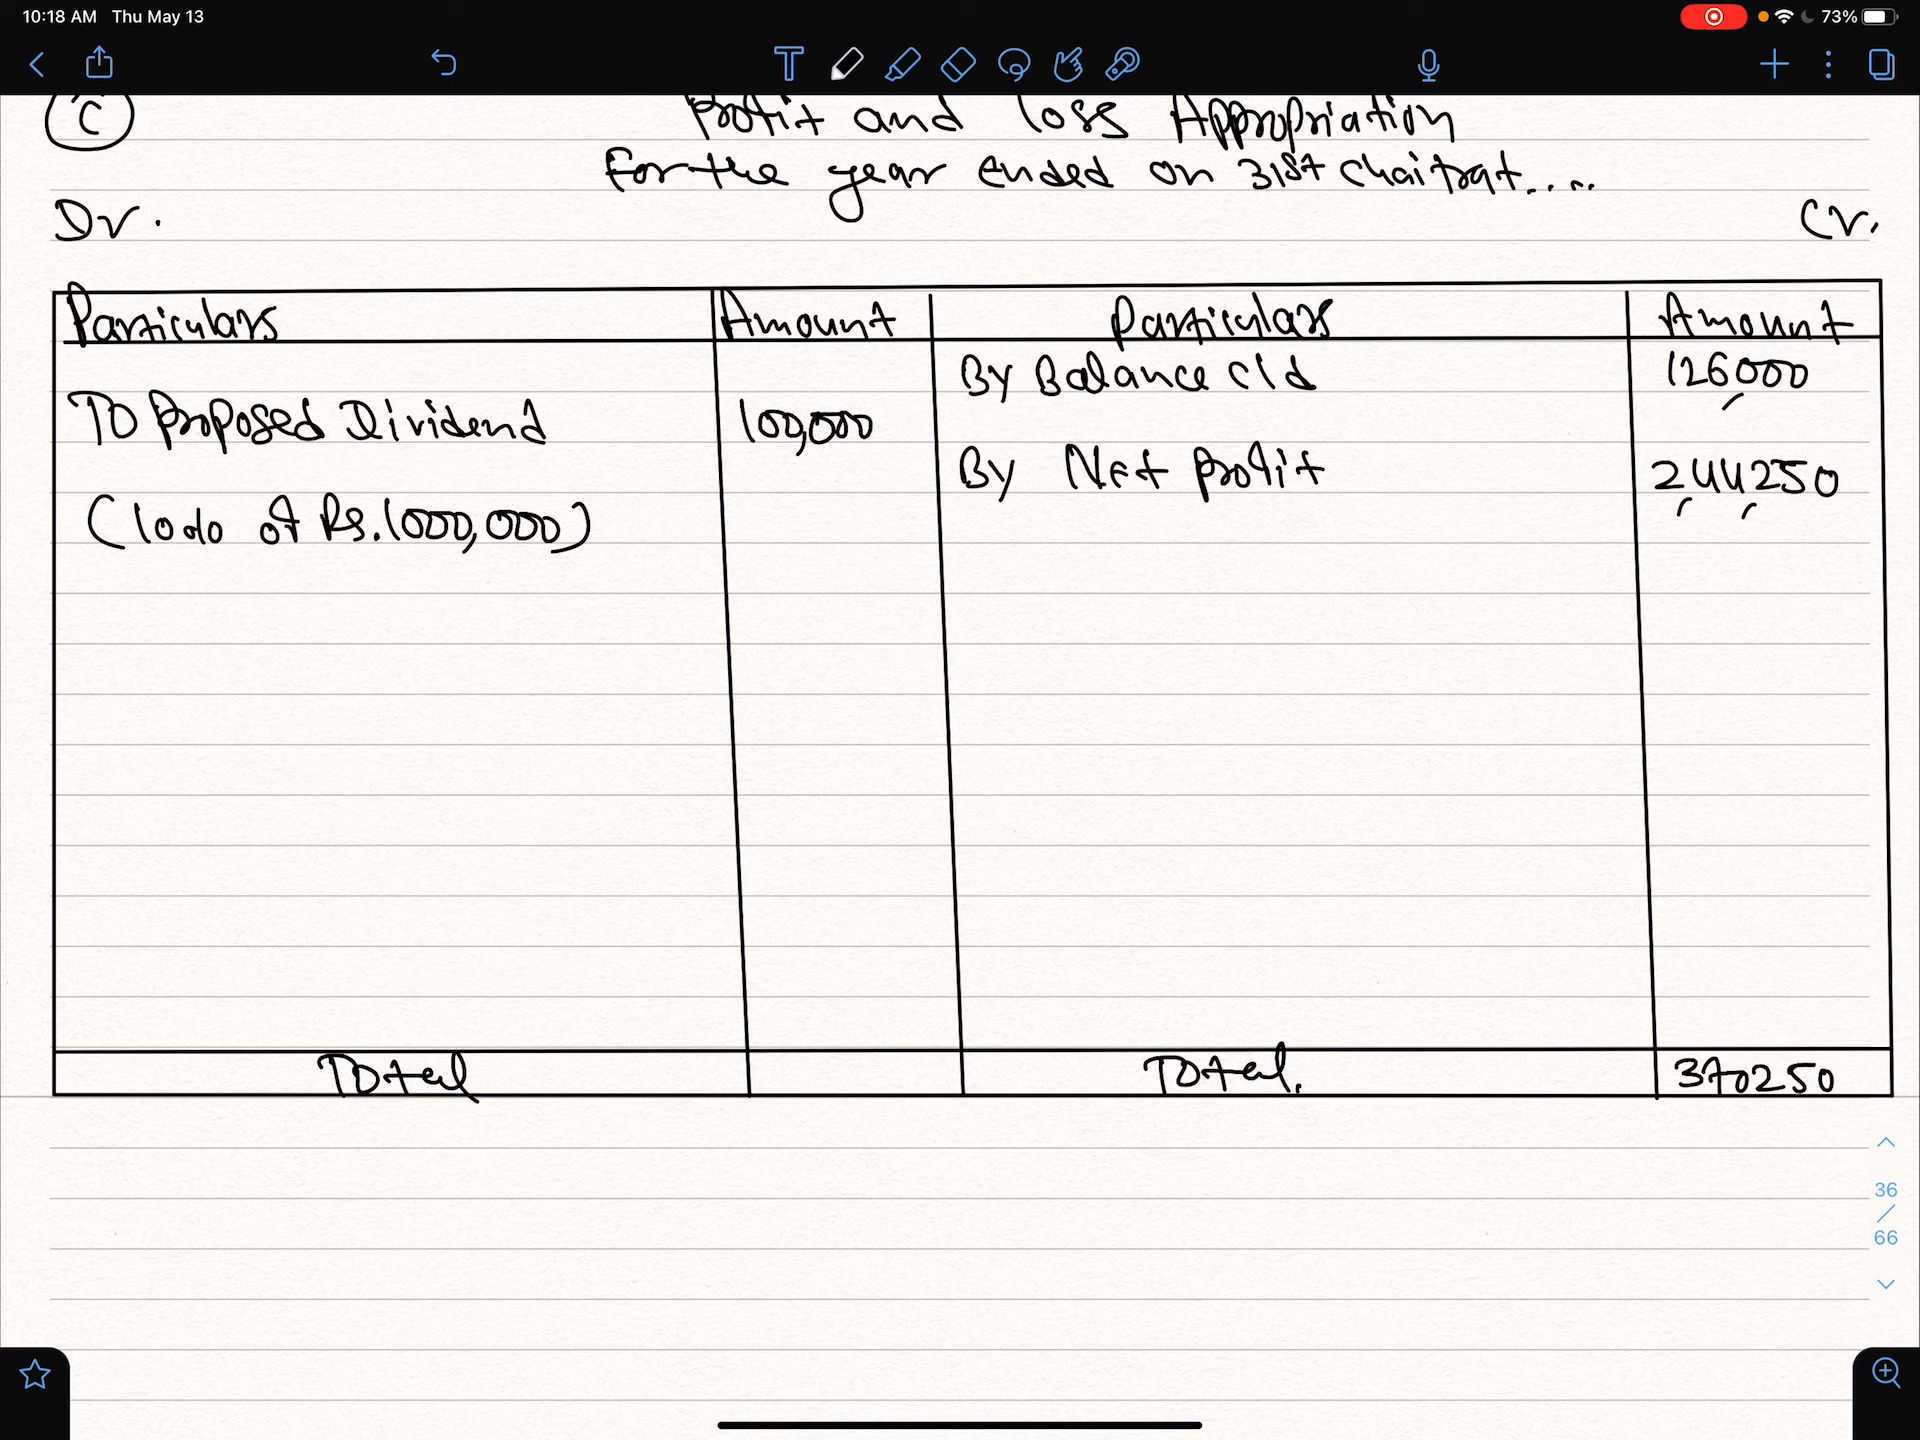 10:18 AM Thu May 13
73%
C
Profit and loss Appropriation
For the year ended on 31st chaitrat.....
Dr.
Cr.
Particulars Amount Particulars Amount
By Balance c/d 126000
To Proposed Dividend 100,000
By Net Profit 244250
(10% of Rs.1000,000)
Total Total. 370250
36
/
66